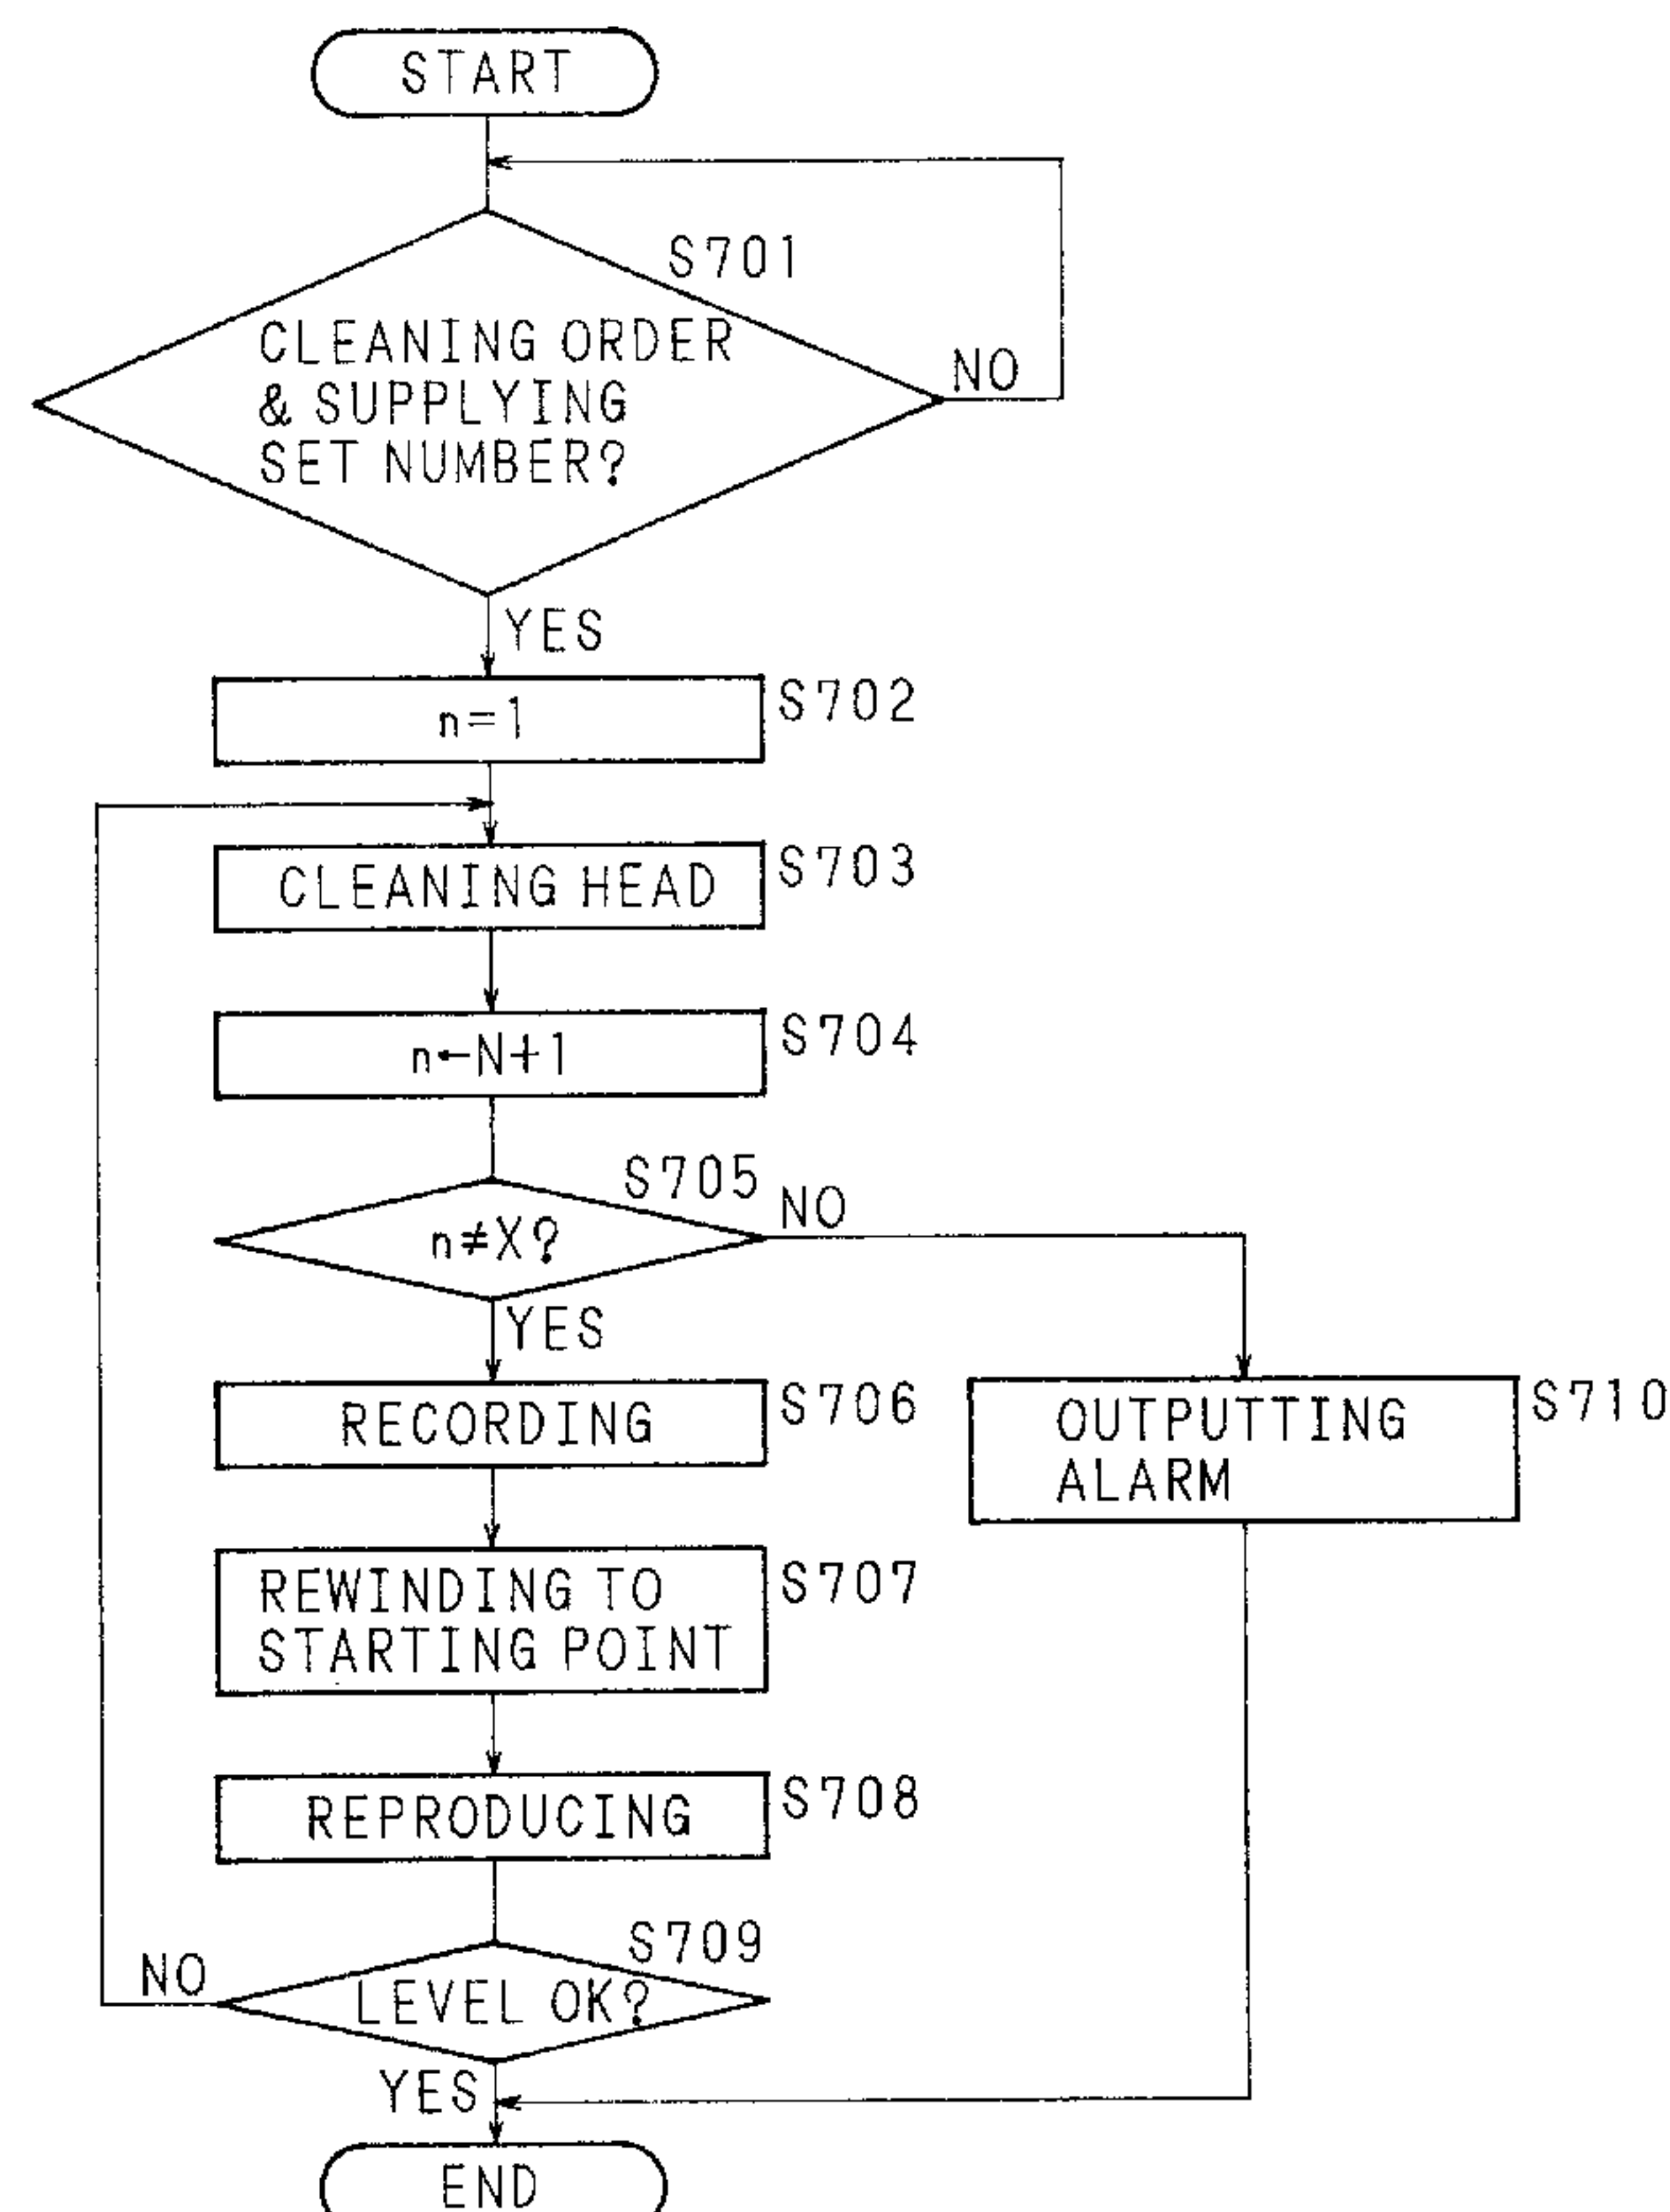 START
S701
CLEANING ORDER
& SUPPLYING
SET NUMBER?
NO
YES
n=1
S702
CLEANING HEAD
S703
n←N+1
S704
S705
n≠X?
NO
YES
RECORDING
S706
OUTPUTTING
ALARM
S710
REWINDING TO
STARTING POINT
S707
REPRODUCING
S708
S709
LEVEL OK?
NO
YES
END